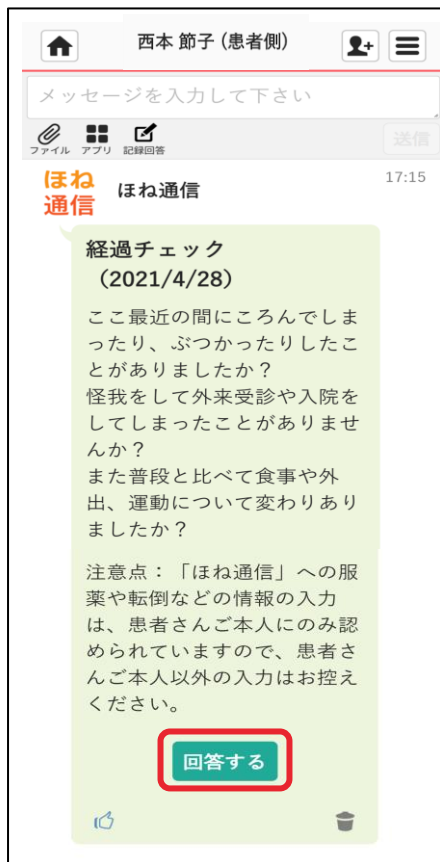 西本 節子 (患者側)
メッセージを入力して下さい
ファイル アプリ 記録回答
送信
ほね
通信
ほね通信
17:15
経過チェック
（2021/4/28）
ここ最近の間にころんでしま
ったり、ぶつかったりしたこ
とがありましたか？
怪我をして外来受診や入院を
してしまったことがありませ
んか？
また普段と比べて食事や外
出、運動について変わりあり
ましたか？
注意点：「ほね通信」への服
薬や転倒などの情報の入力
は、患者さんご本人にのみ認
められていますので、患者さ
んご本人以外の入力はお控え
ください。
回答する